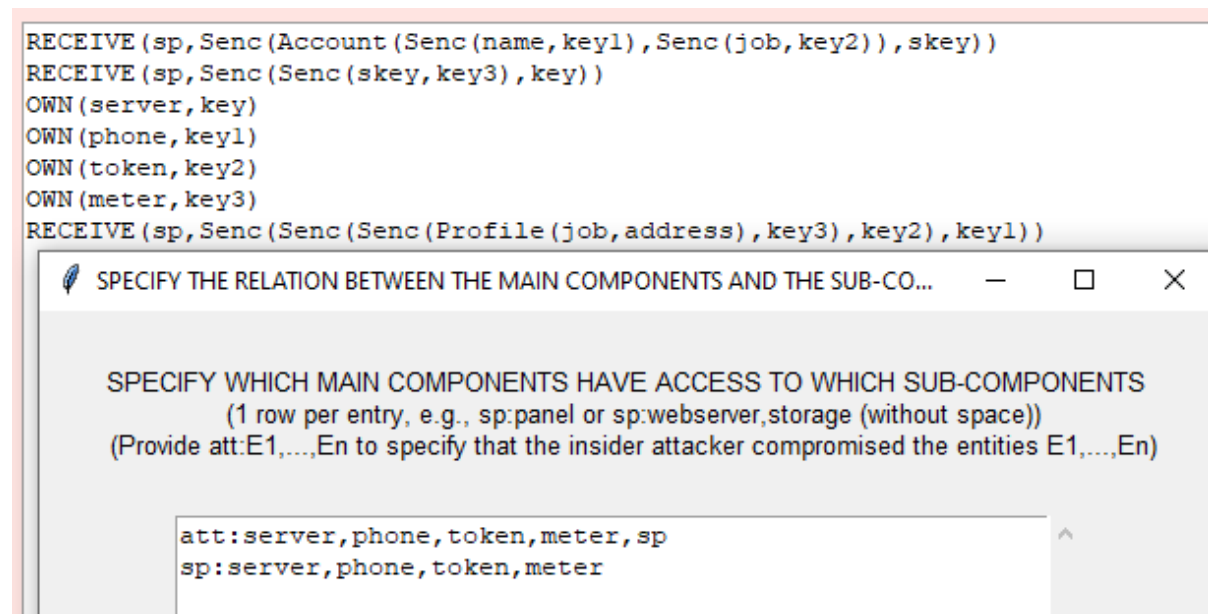 RECEIVE(sp,Senc(Account(Senc(name,key1),Senc(job,key2)),skey))
RECEIVE(sp,Senc(Senc(skey,key3),key))
OWN(server,key)
OWN(phone,key1)
OWN(token,key2)
OWN(meter,key3)
RECEIVE(sp,Senc(Senc(Senc(Profile(job,address),key3),key2),key1))
SPECIFY THE RELATION BETWEEN THE MAIN COMPONENTS AND THE SUB-CO...
SPECIFY WHICH MAIN COMPONENTS HAVE ACCESS TO WHICH SUB-COMPONENTS
(1 row per entry, e.g., sp:panel or sp:webserver,storage (without space))
(Provide att:E1,...,En to specify that the insider attacker compromised the entities E1,...,En)
att:server,phone,token,meter,sp
sp:server,phone,token,meter